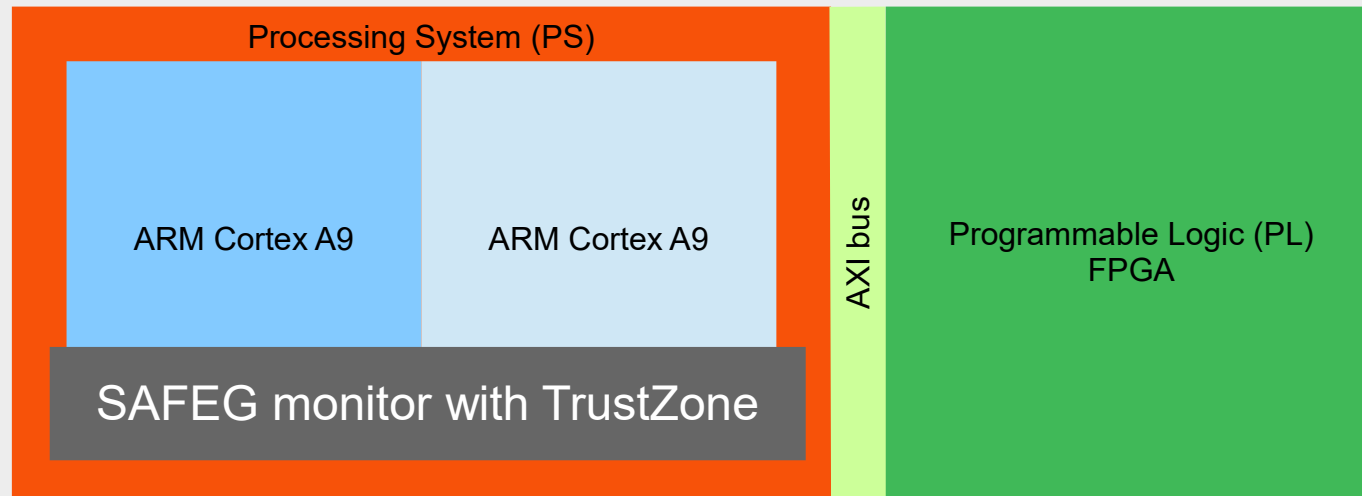 Processing System (PS)
ARM Cortex A9
ARM Cortex A9
SAFEG monitor with TrustZone
AXI bus
Programmable Logic (PL)
FPGA